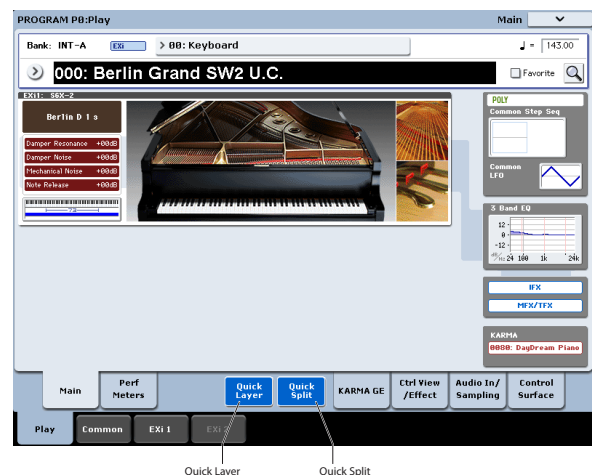 PROGRAM P0:Play
Main
Bank: INT-A EXi > 00: Keyboard
♩ = 143.00
000: Berlin Grand SW2 U.C.
Favorite
EXi1: SGX-2
Berlin D 1 s
Damper Resonance +00dB
Damper Noise +00dB
Mechanical Noise +00dB
Note Release +00dB
73
POLY
Common Step Seq
Common
LFO
3 Band EQ
12
0
-12
dB/Hz 24 100 1k 24k
IFX
MFX/TFX
KARMA
0080: DayDream Piano
Main
Perf
Meters
Quick
Layer
Quick
Split
KARMA GE
Ctrl View
/Effect
Audio In/
Sampling
Control
Surface
Play
Common
EXi 1
EXi 2
Quick Layer
Quick Split